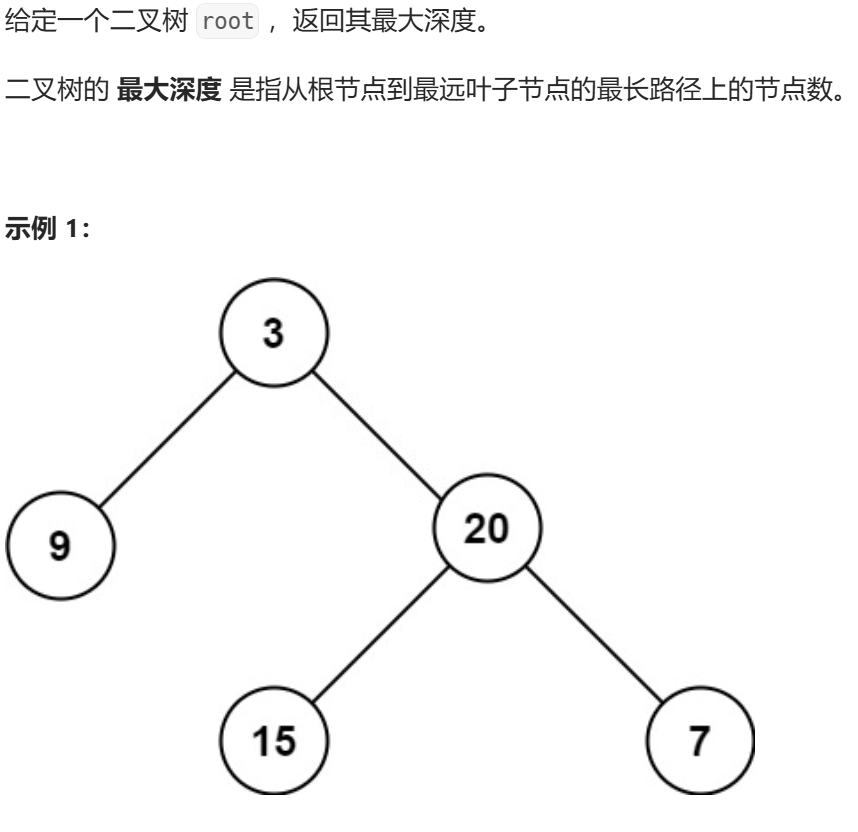 给定一个二叉树 root ，返回其最大深度。
二叉树的 最大深度 是指从根节点到最远叶子节点的最长路径上的节点数。
示例 1：
3
9
20
15
7